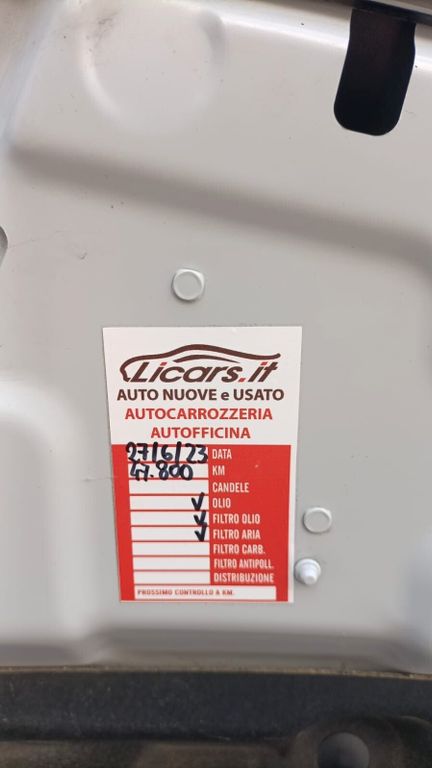 Licars.it
AUTO NUOVE e USATO
AUTOCARROZZERIA
AUTOFFICINA
27/6/23 DATA
47.800 KM
CANDELE
✓ OLIO
✓ FILTRO OLIO
✓ FILTRO ARIA
FILTRO CARB.
FILTRO ANTIPOLL.
DISTRIBUZIONE
PROSSIMO CONTROLLO A KM.